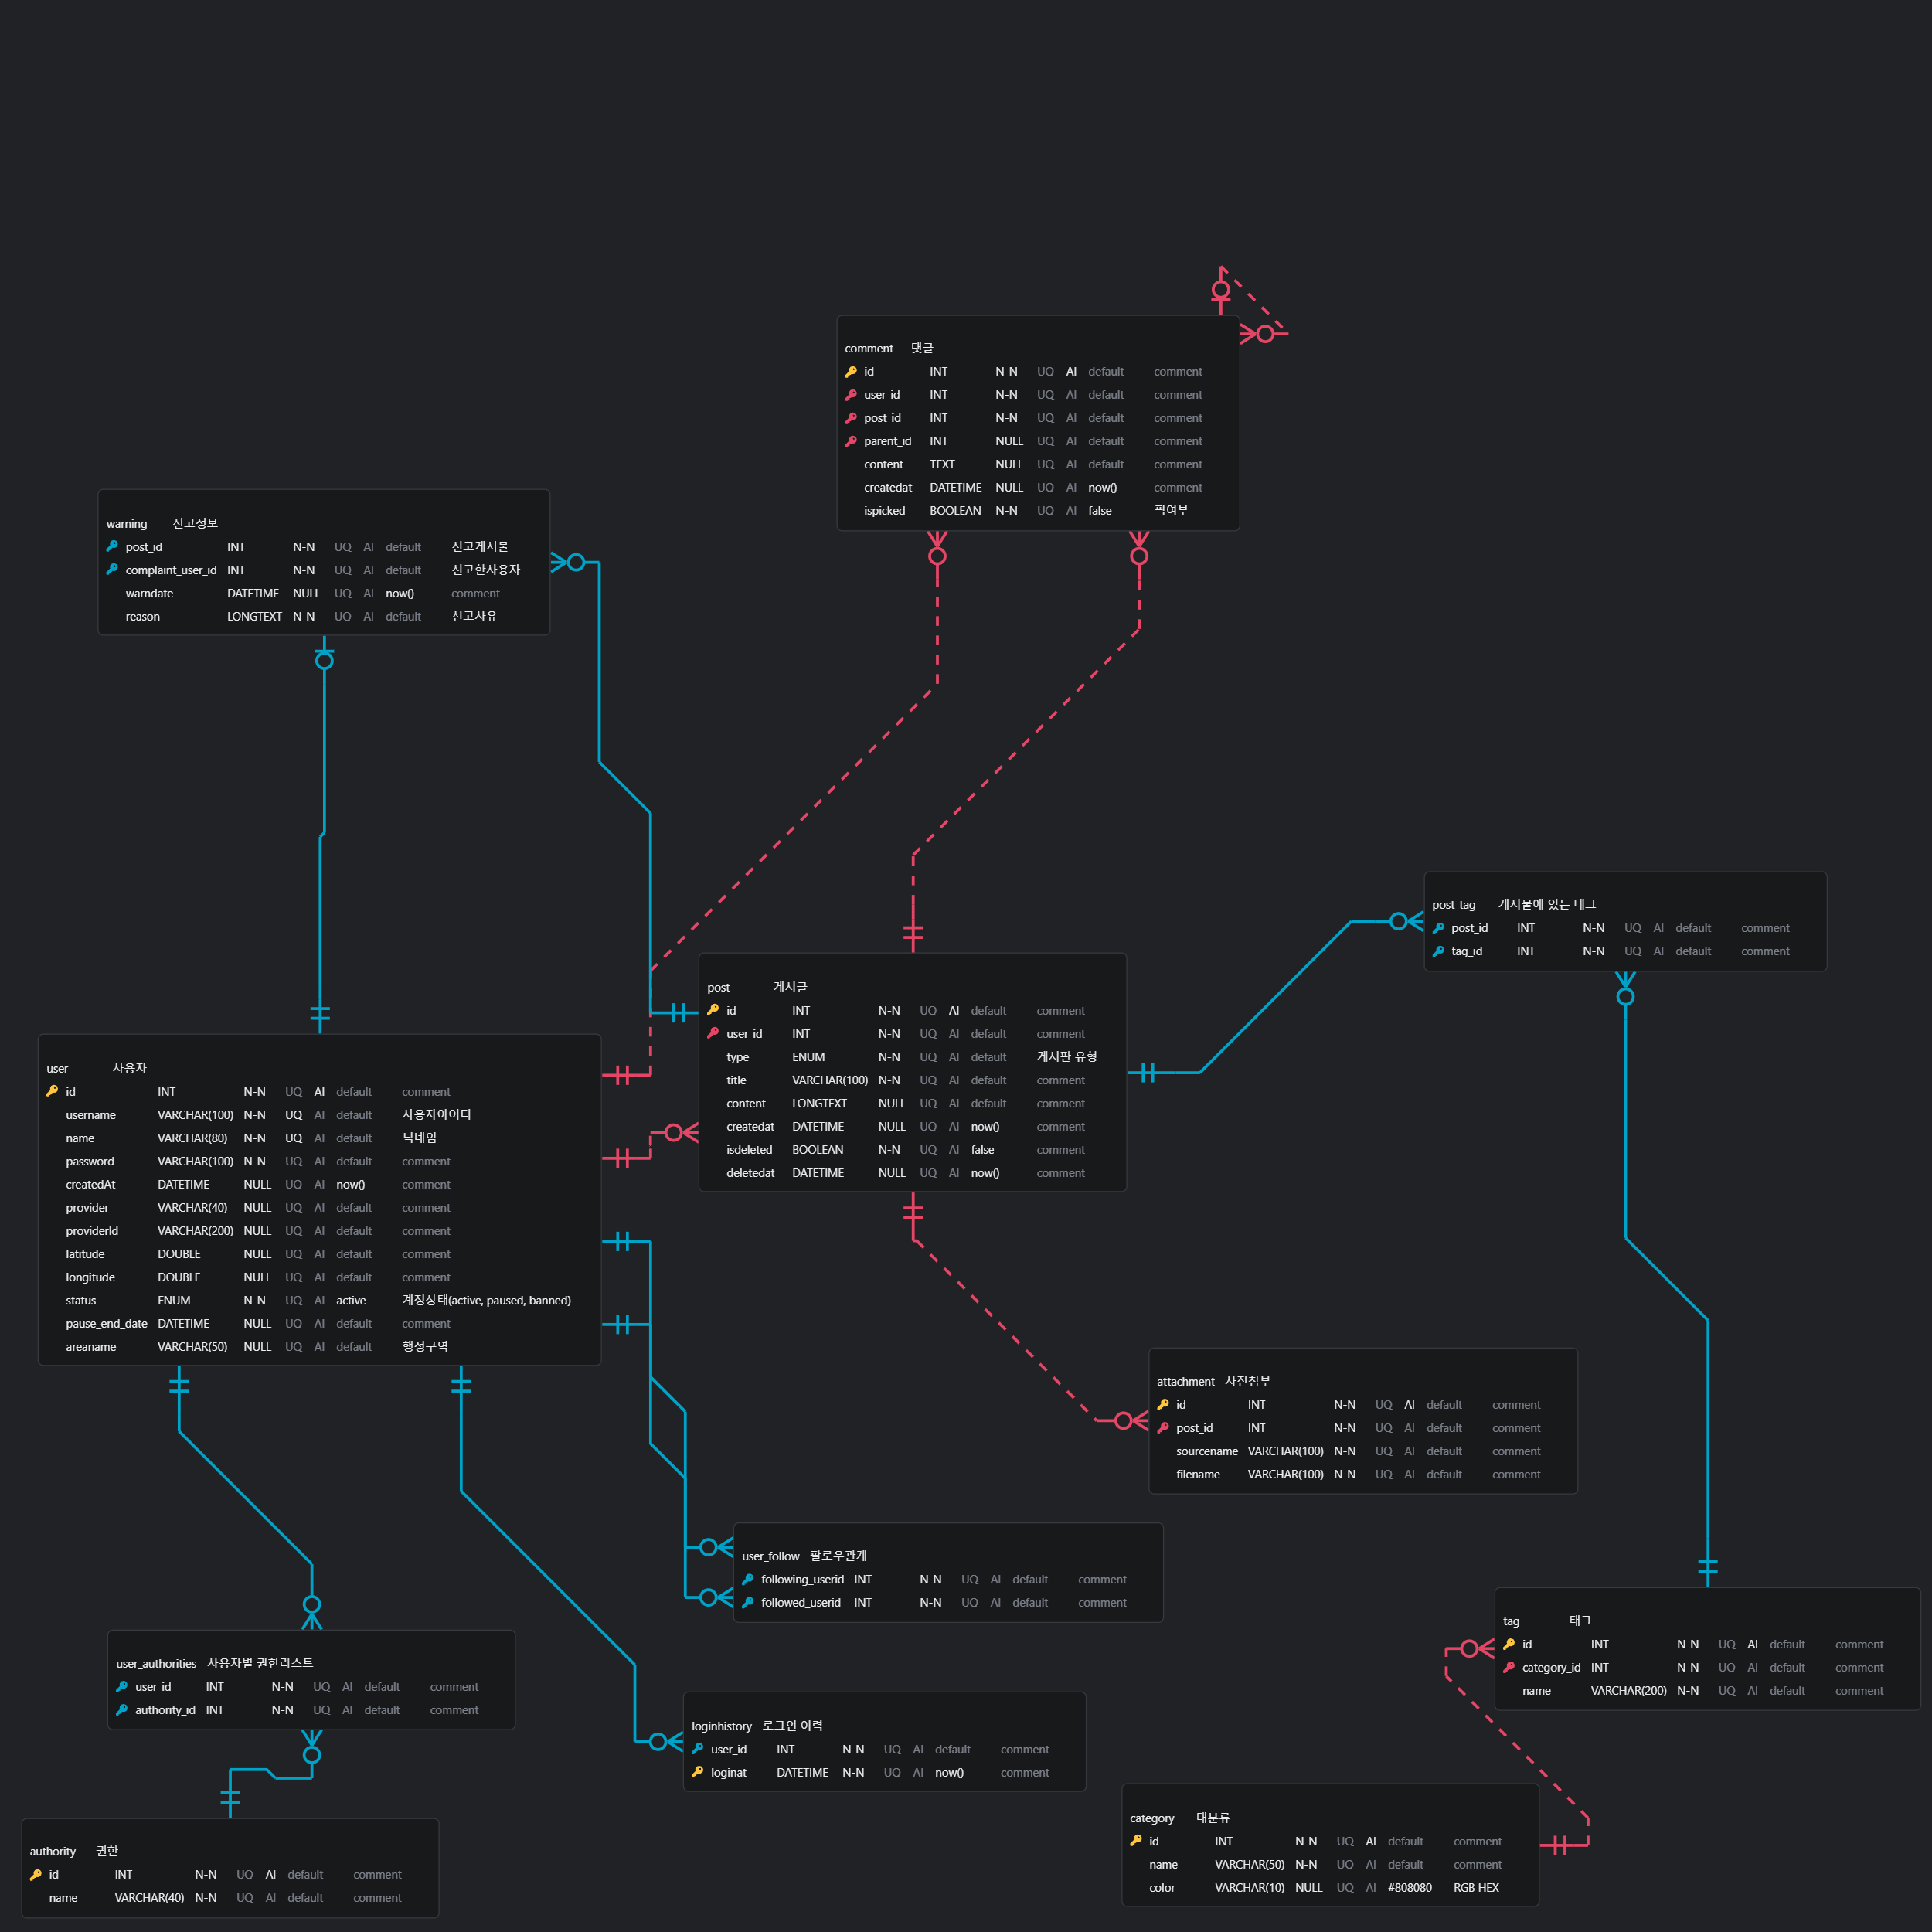 comment 댓글
id INT N-N UQ AI default comment
user_id INT N-N UQ AI default comment
post_id INT N-N UQ AI default comment
parent_id INT NULL UQ AI default comment
content TEXT NULL UQ AI default comment
createdat DATETIME NULL UQ AI now() comment
ispicked BOOLEAN N-N UQ AI false 픽여부
warning 신고정보
post_id INT N-N UQ AI default 신고게시물
complaint_user_id INT N-N UQ AI default 신고한사용자
warndate DATETIME NULL UQ AI now() comment
reason LONGTEXT N-N UQ AI default 신고사유
post_tag 게시물에 있는 태그
post_id INT N-N UQ AI default comment
tag_id INT N-N UQ AI default comment
post 게시글
id INT N-N UQ AI default comment
user_id INT N-N UQ AI default comment
type ENUM N-N UQ AI default 게시판 유형
title VARCHAR(100) N-N UQ AI default comment
content LONGTEXT NULL UQ AI default comment
createdat DATETIME NULL UQ AI now() comment
isdeleted BOOLEAN N-N UQ AI false comment
deletedat DATETIME NULL UQ AI now() comment
user 사용자
id INT N-N UQ AI default comment
username VARCHAR(100) N-N UQ AI default 사용자아이디
name VARCHAR(80) N-N UQ AI default 닉네임
password VARCHAR(100) N-N UQ AI default comment
createdAt DATETIME NULL UQ AI now() comment
provider VARCHAR(40) NULL UQ AI default comment
providerId VARCHAR(200) NULL UQ AI default comment
latitude DOUBLE NULL UQ AI default comment
longitude DOUBLE NULL UQ AI default comment
status ENUM N-N UQ AI active 계정상태(active, paused, banned)
pause_end_date DATETIME NULL UQ AI default comment
areaname VARCHAR(50) NULL UQ AI default 행정구역
attachment 사진첨부
id INT N-N UQ AI default comment
post_id INT N-N UQ AI default comment
sourcename VARCHAR(100) N-N UQ AI default comment
filename VARCHAR(100) N-N UQ AI default comment
user_follow 팔로우관계
following_userid INT N-N UQ AI default comment
followed_userid INT N-N UQ AI default comment
tag 태그
id INT N-N UQ AI default comment
category_id INT N-N UQ AI default comment
name VARCHAR(200) N-N UQ AI default comment
user_authorities 사용자별 권한리스트
user_id INT N-N UQ AI default comment
authority_id INT N-N UQ AI default comment
loginhistory 로그인 이력
user_id INT N-N UQ AI default comment
loginat DATETIME N-N UQ AI now() comment
category 대분류
id INT N-N UQ AI default comment
name VARCHAR(50) N-N UQ AI default comment
color VARCHAR(10) NULL UQ AI #808080 RGB HEX
authority 권한
id INT N-N UQ AI default comment
name VARCHAR(40) N-N UQ AI default comment